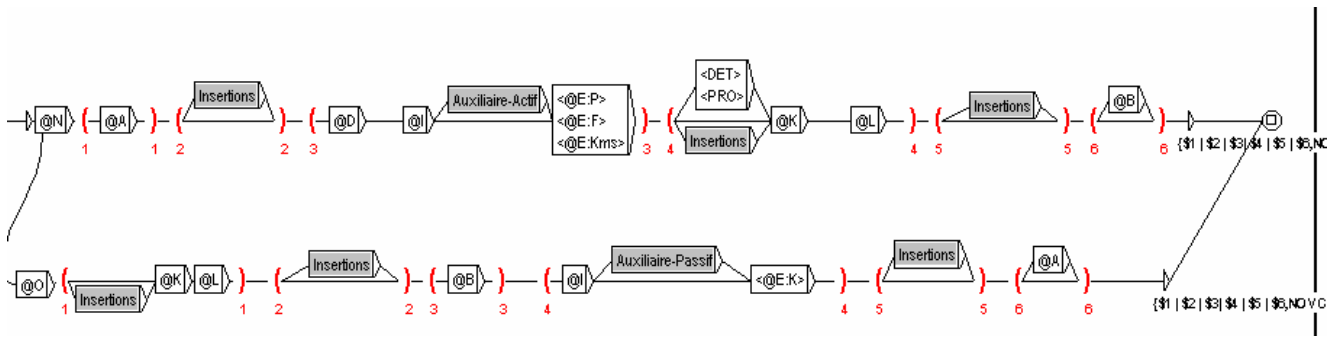 <DET>
<PRO>
Insertions
@B
@N ( @A ) ( ) ( @D @I Auxiliaire-Actif <@E:P> ) ( @K @L ) ( Insertions ) ( )
<@E:F>
<@E:Kms>
Insertions
1 1 2 2 3 3 4 4 5 5 6 6
{$1 | $2 | $3| $4 | $5 | $6,NO
@O ( @K @L ) ( Insertions ) ( @B ) ( @I Auxiliaire-Passif <@E:K> ) ( Insertions ) ( @A )
Insertions
1 1 2 2 3 3 4 4 5 5 6 6
{$1 | $2 | $3| $4 | $5 | $6,NOVC